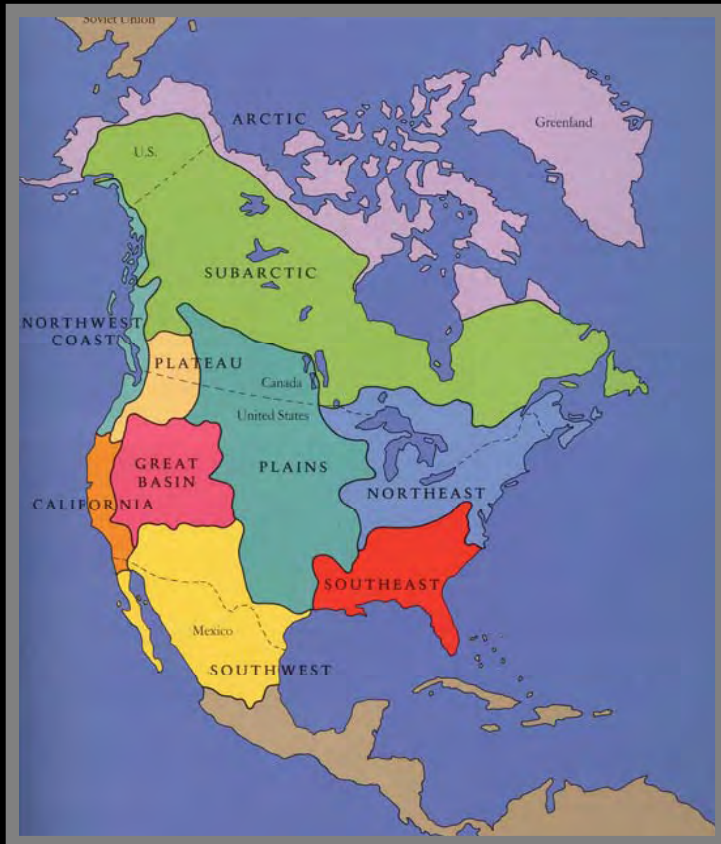 Soviet Union
ARCTIC
Greenland
U.S.
SUBARCTIC
NORTHWEST
COAST
PLATEAU
Canada
United States
GREAT
BASIN
PLAINS
NORTHEAST
CALIFORNIA
SOUTHEAST
Mexico
SOUTHWEST